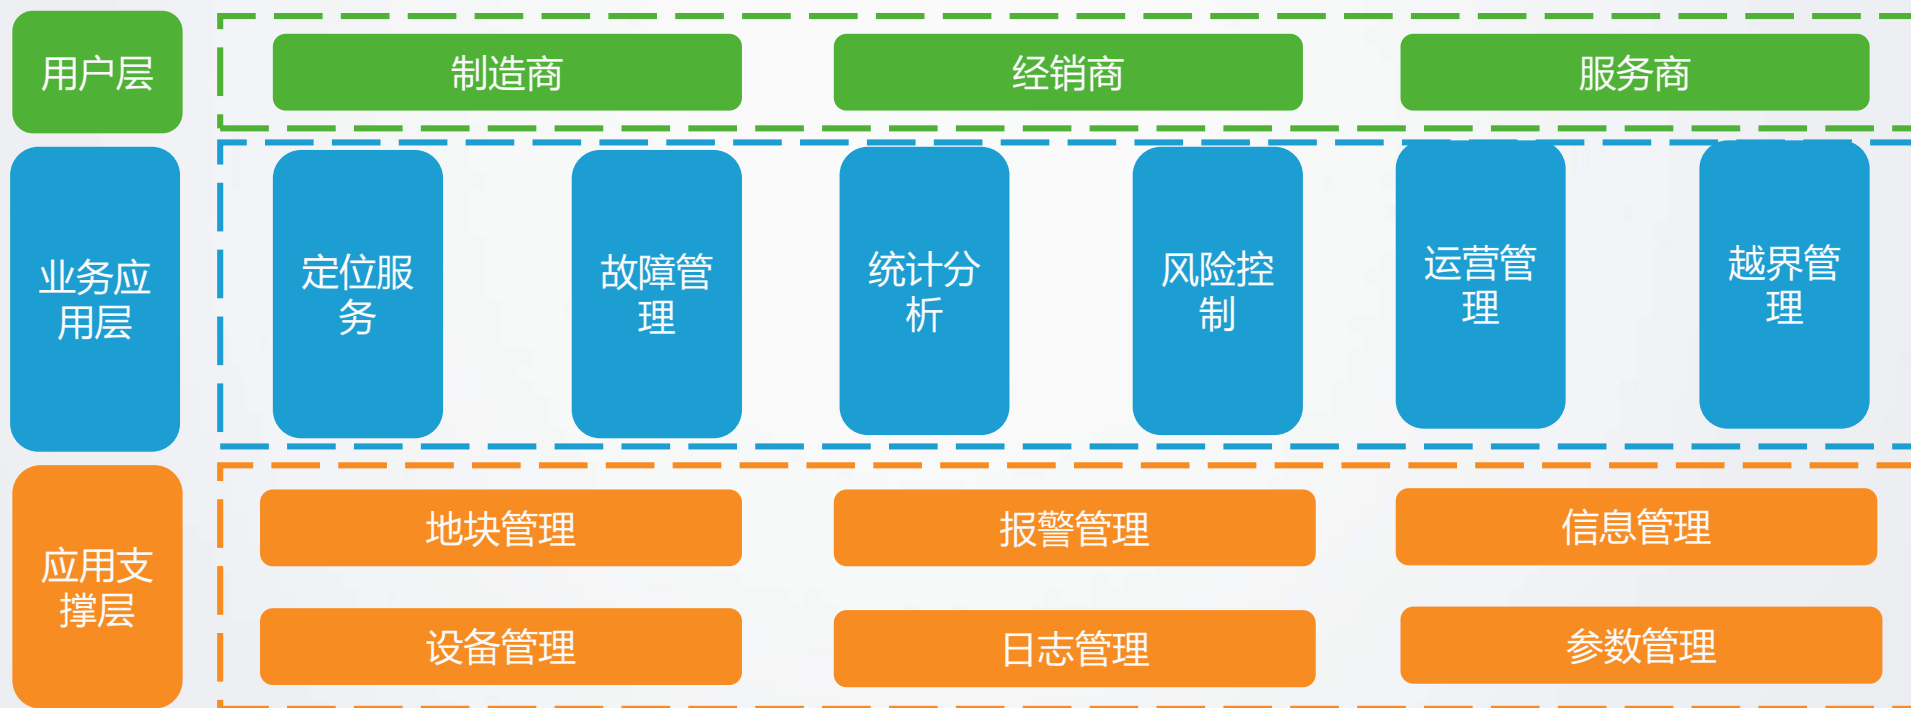 用户层
制造商
经销商
服务商
业务应
用层
定位服
务
故障管
理
统计分
析
风险控
制
运营管
理
越界管
理
应用支
撑层
地块管理
报警管理
信息管理
设备管理
日志管理
参数管理